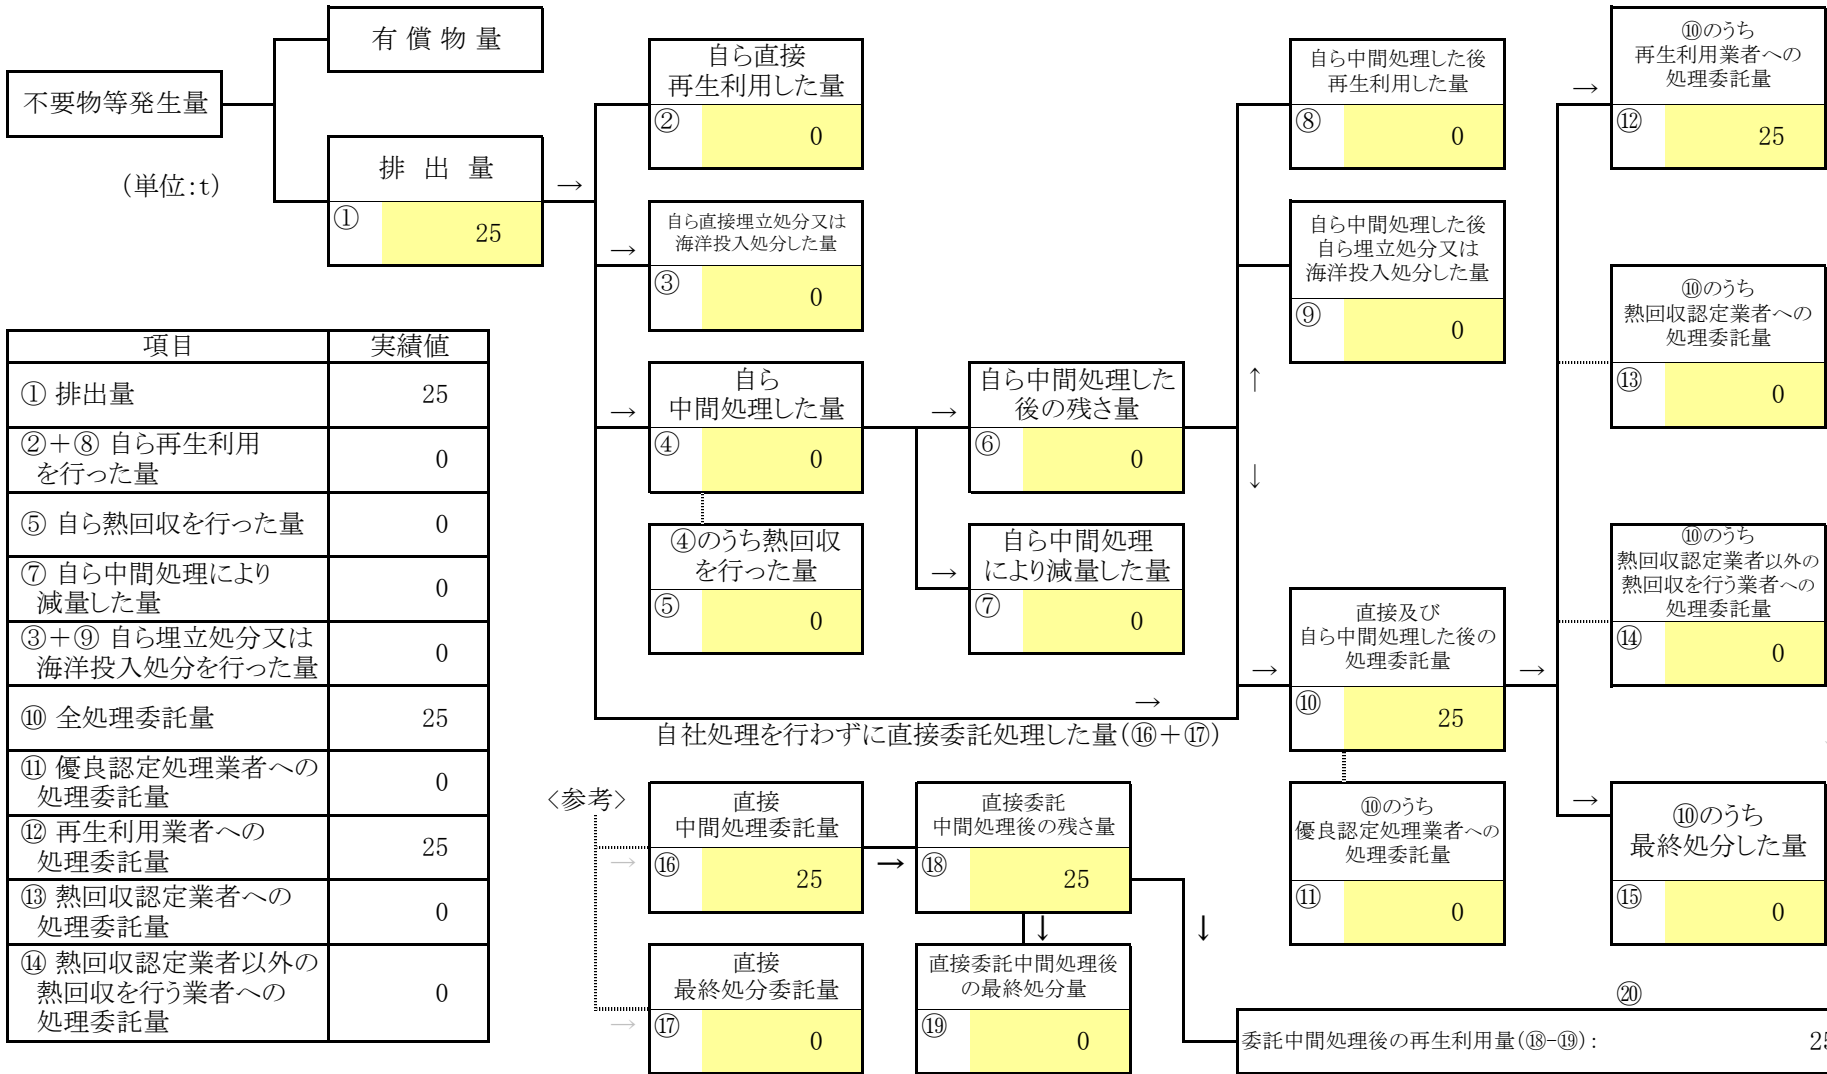 有 償 物 量
不要物等発生量
(単位:t)
排 出 量
→
①
25
自ら直接
再生利用した量
②
0
→
自ら直接埋立処分又は
海洋投入処分した量
③
0
→
自ら
中間処理した量
④
0
④のうち熱回収
を行った量
⑤
0
→
自ら中間処理した
後の残さ量
⑥
0
→
自ら中間処理
により減量した量
⑦
0
自ら中間処理した後
再生利用した量
⑧
0
自ら中間処理した後
自ら埋立処分又は
海洋投入処分した量
⑨
0
↑
↓
→
自社処理を行わずに直接委託処理した量(⑯+⑰)
→
直接及び
自ら中間処理した後の
処理委託量
⑩
25
→
⑩のうち
優良認定処理業者への
処理委託量
⑪
0
→
⑩のうち
再生利用業者への
処理委託量
⑫
25
⑩のうち
熱回収認定業者への
処理委託量
⑬
0
⑩のうち
熱回収認定業者以外の
熱回収を行う業者への
処理委託量
⑭
0
→
⑩のうち
最終処分した量
⑮
0
項目 実績値
① 排出量 25
②+⑧ 自ら再生利用
を行った量 0
⑤ 自ら熱回収を行った量 0
⑦ 自ら中間処理により
減量した量 0
③+⑨ 自ら埋立処分又は
海洋投入処分を行った量 0
⑩ 全処理委託量 25
⑪ 優良認定処理業者への
処理委託量 0
⑫ 再生利用業者への
処理委託量 25
⑬ 熱回収認定業者への
処理委託量 0
⑭ 熱回収認定業者以外の
熱回収を行う業者への
処理委託量 0
〈参考〉
→
直接
中間処理委託量
⑯
25
→
直接委託
中間処理後の残さ量
⑱
25
↓
↓
→
直接
最終処分委託量
⑰
0
直接委託中間処理後
の最終処分量
⑲
0
⑳
委託中間処理後の再生利用量(⑱-⑲): 25